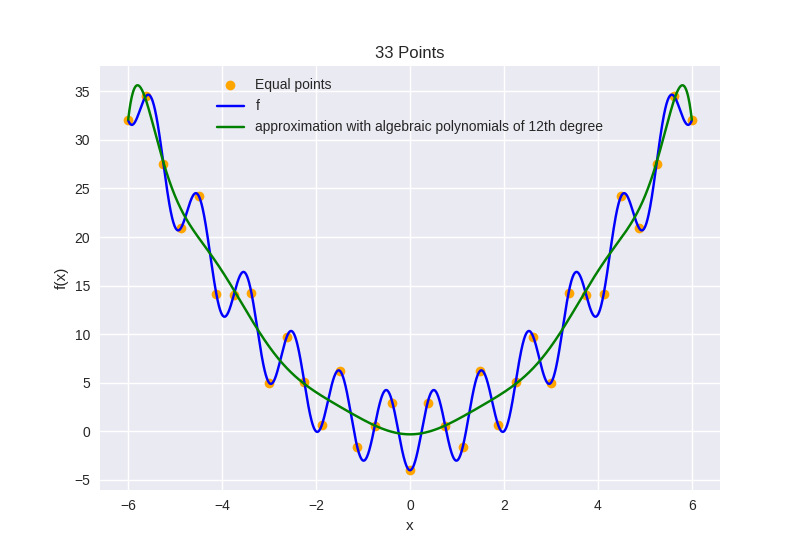 33 Points
Equal points
f
approximation with algebraic polynomials of 12th degree
35
30
25
20
15
10
5
0
−5
f(x)
−6 −4 −2 0 2 4 6
x